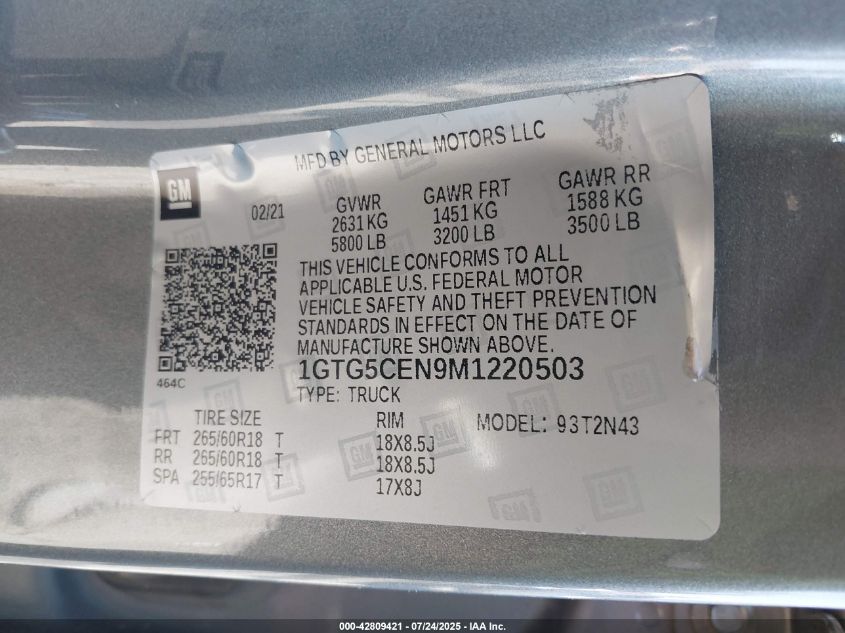 MFD BY GENERAL MOTORS LLC
GM
02/21
GVWR GAWR FRT GAWR RR
2631 KG 1451 KG 1588 KG
5800 LB 3200 LB 3500 LB
THIS VEHICLE CONFORMS TO ALL
APPLICABLE U.S. FEDERAL MOTOR
VEHICLE SAFETY AND THEFT PREVENTION
STANDARDS IN EFFECT ON THE DATE OF
MANUFACTURE SHOWN ABOVE.
1GTG5CEN9M1220503
464C
TYPE: TRUCK
TIRE SIZE RIM MODEL: 93T2N43
FRT 265/60R18 T 18X8.5J
RR 265/60R18 T 18X8.5J
SPA 255/65R17 T 17X8J
000-42809421 - 07/24/2025 - IAA Inc.